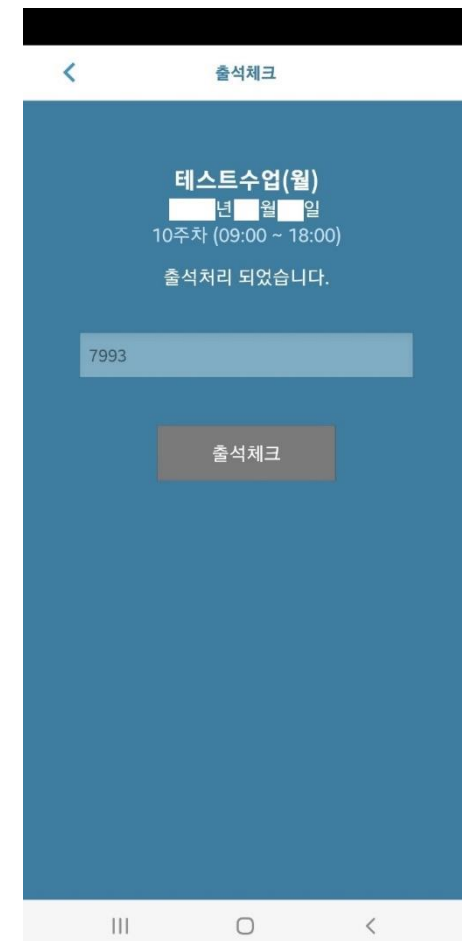 출석체크
테스트수업(월)
년 월 일
10주차 (09:00 ~ 18:00)
출석처리 되었습니다.
7993
출석체크